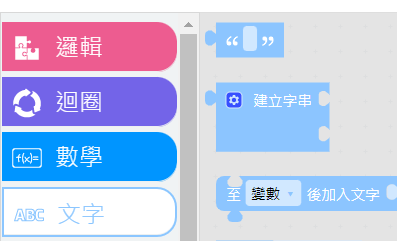 邏輯
迴圈
f(x)= 數學
ABC 文字
“ ”
建立字串
至 變數 後加入文字